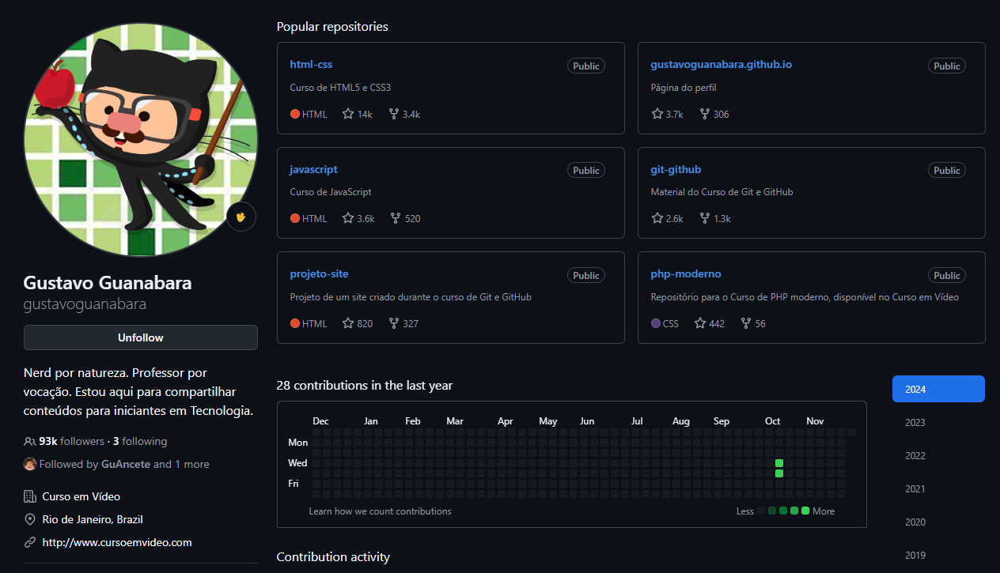 Gustavo Guanabara
gustavoguanabara
Unfollow
Nerd por natureza. Professor por
vocação. Estou aqui para compartilhar
conteúdos para iniciantes em Tecnologia.
93k followers · 3 following
Followed by GuAncete and 1 more
Curso em Vídeo
Rio de Janeiro, Brazil
http://www.cursoemvideo.com
Popular repositories
html-css Public
Curso de HTML5 e CSS3
HTML 14k 3.4k
gustavoguanabara.github.io Public
Página do perfil
3.7k 306
javascript Public
Curso de JavaScript
HTML 3.6k 520
git-github Public
Material do Curso de Git e GitHub
2.6k 1.3k
projeto-site Public
Projeto de um site criado durante o curso de Git e GitHub
HTML 820 327
php-moderno Public
Repositório para o Curso de PHP moderno, disponível no Curso em Vídeo
CSS 442 56
28 contributions in the last year
Dec Jan Feb Mar Apr May Jun Jul Aug Sep Oct Nov
Mon
Wed
Fri
Learn how we count contributions Less More
2024
2023
2022
2021
2020
2019
Contribution activity